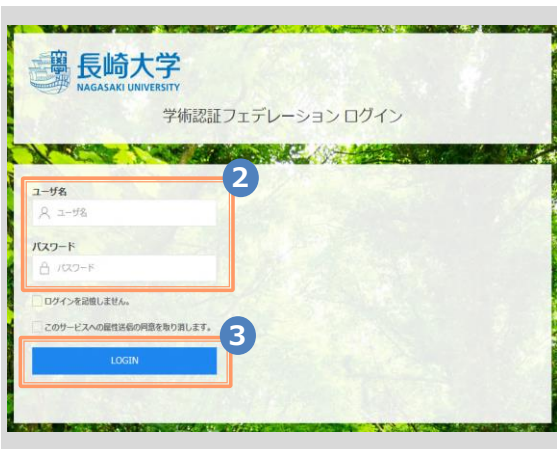 長崎大学
NAGASAKI UNIVERSITY
学術認証フェデレーション ログイン
2
ユーザ名
ユーザ名
パスワード
パスワード
ログインを記憶しません。
このサービスへの属性送信の同意を取り消します。
3
LOGIN